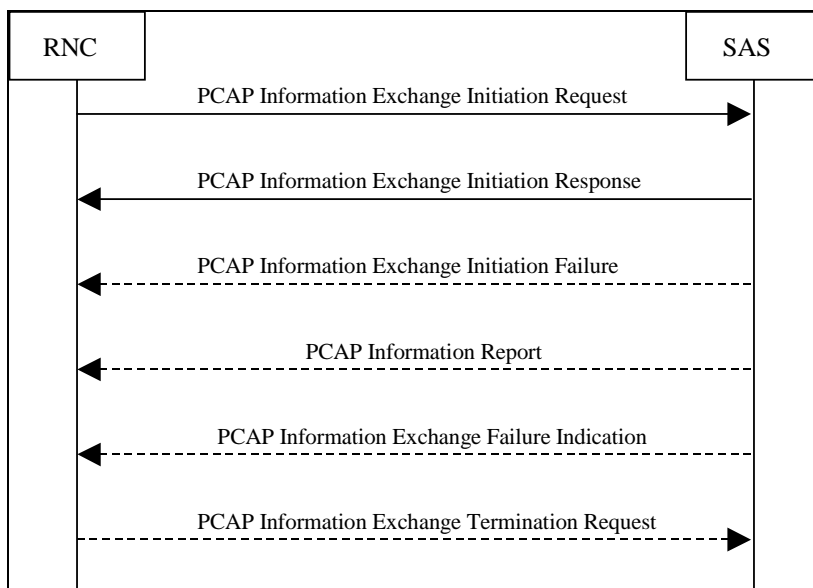 RNC
SAS
PCAP Information Exchange Initiation Request
PCAP Information Exchange Initiation Response
PCAP Information Exchange Initiation Failure
PCAP Information Report
PCAP Information Exchange Failure Indication
PCAP Information Exchange Termination Request